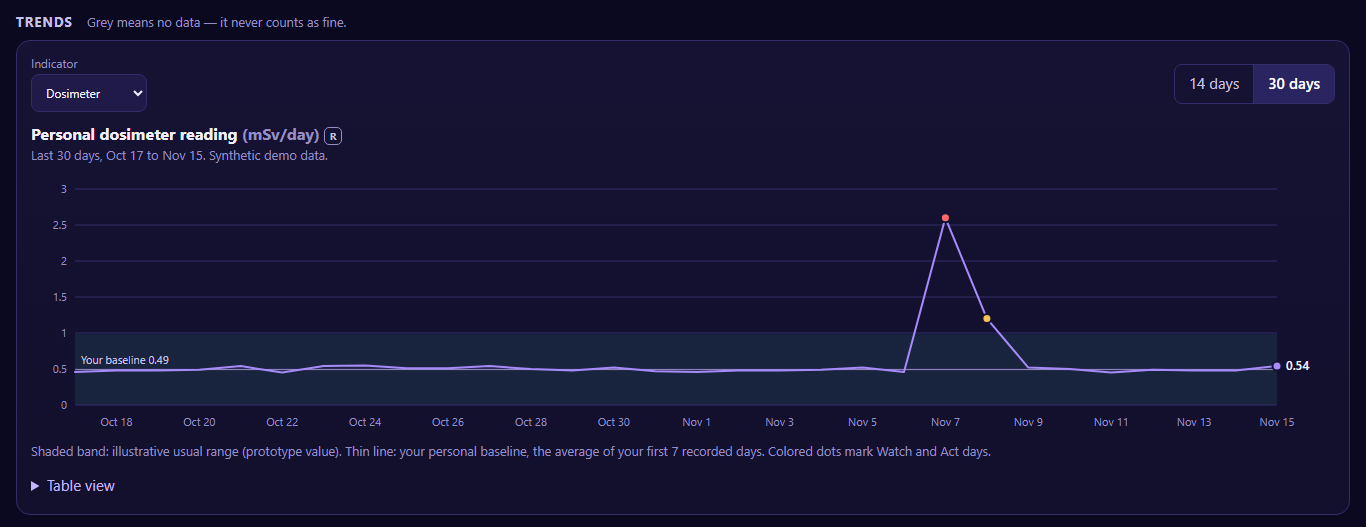 TRENDS Grey means no data — it never counts as fine.
Indicator
Dosimeter
14 days 30 days
Personal dosimeter reading (mSv/day) R
Last 30 days, Oct 17 to Nov 15. Synthetic demo data.
3
2.5
2
1.5
1
Your baseline 0.49
0.5
0.54
0
Oct 18 Oct 20 Oct 22 Oct 24 Oct 26 Oct 28 Oct 30 Nov 1 Nov 3 Nov 5 Nov 7 Nov 9 Nov 11 Nov 13 Nov 15
Shaded band: illustrative usual range (prototype value). Thin line: your personal baseline, the average of your first 7 recorded days. Colored dots mark Watch and Act days.
Table view